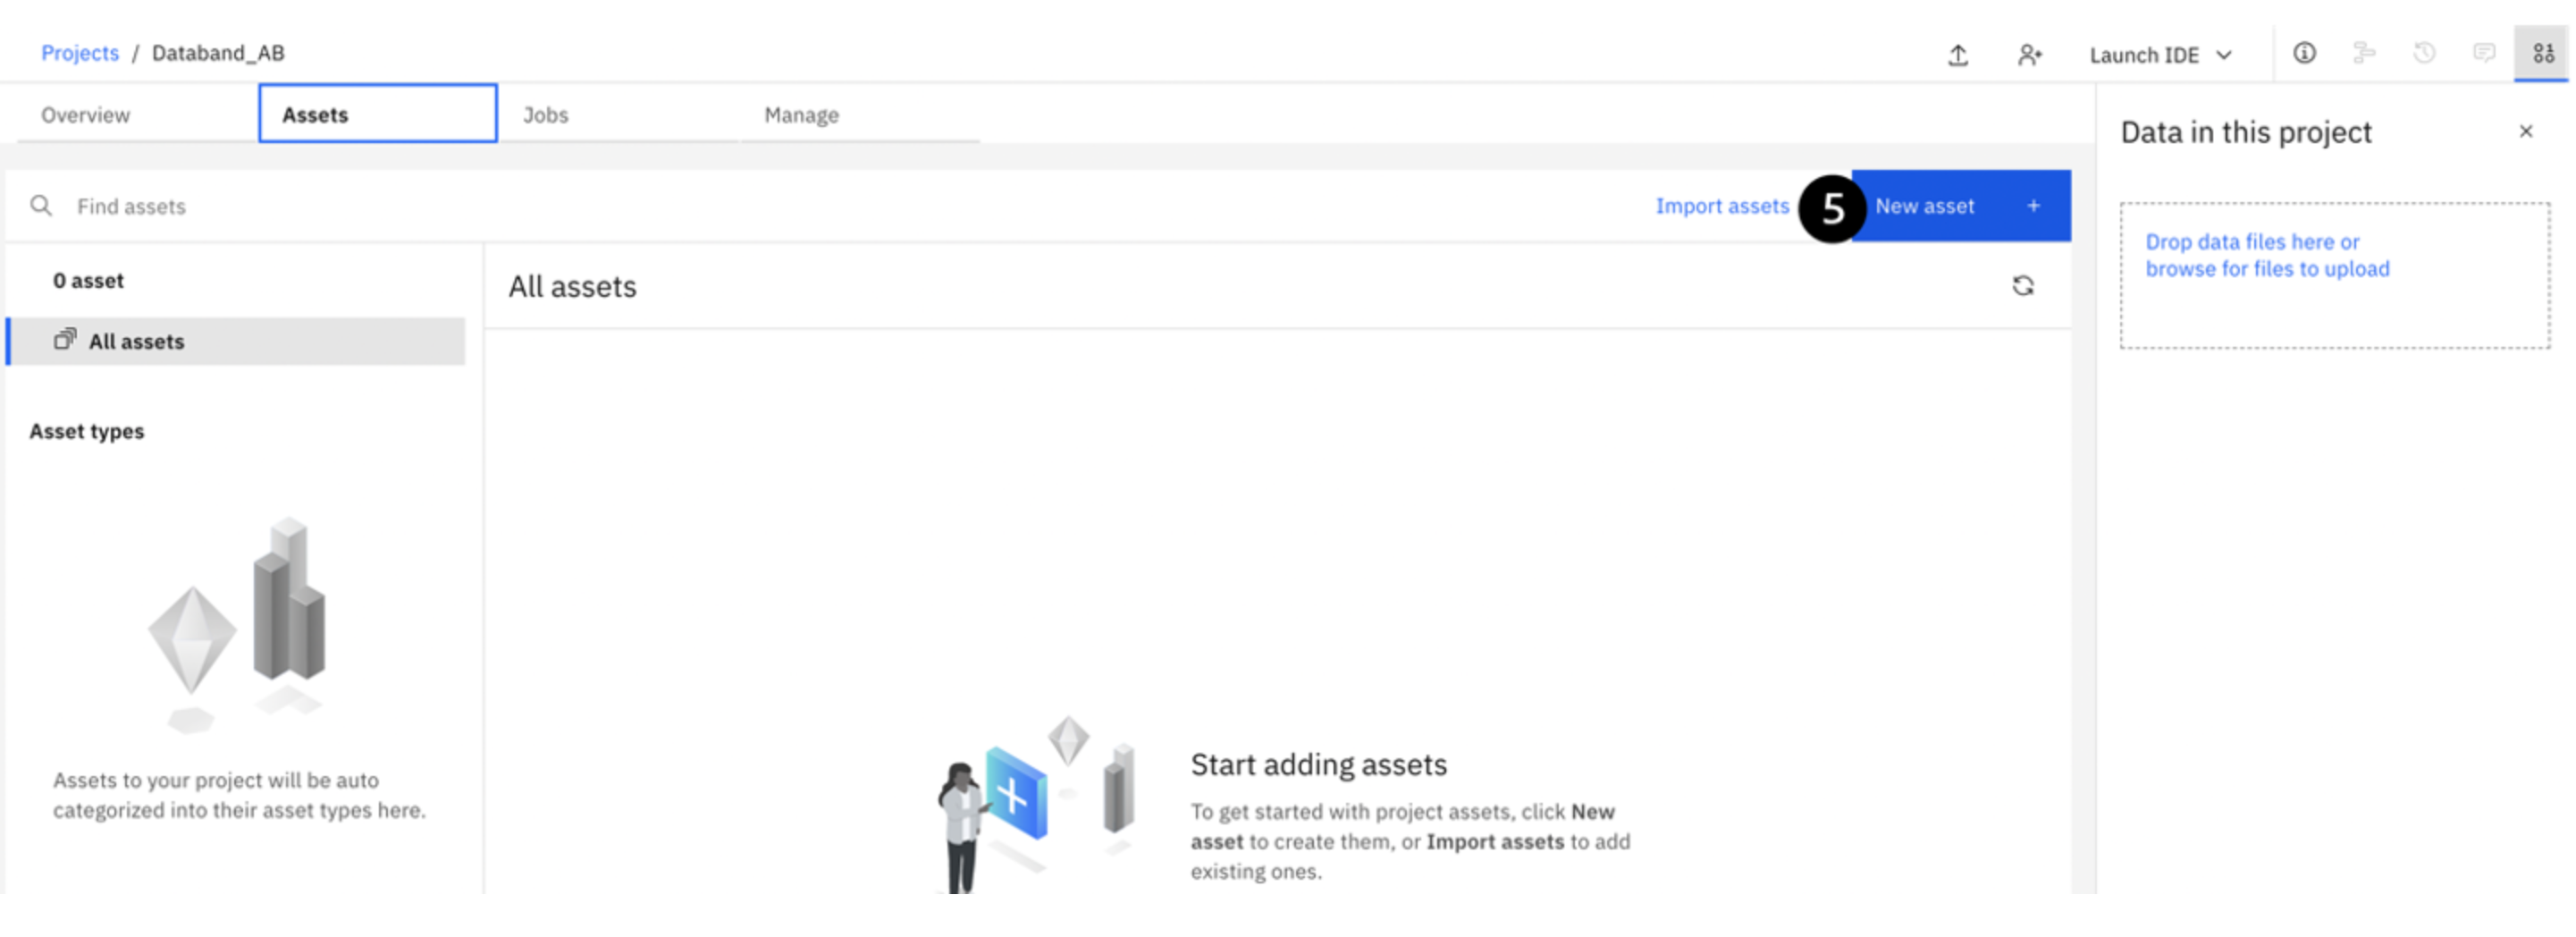 Projects / Databand_AB
Launch IDE
Overview
Assets
Jobs
Manage
Data in this project
Find assets
Import assets
5
New asset +
Drop data files here or
browse for files to upload
0 asset
All assets
All assets
Asset types
Assets to your project will be auto
categorized into their asset types here.
Start adding assets
To get started with project assets, click New
asset to create them, or Import assets to add
existing ones.